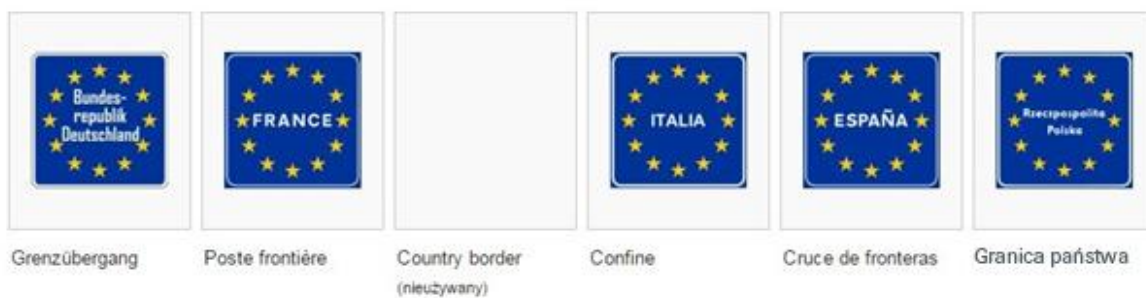 Bundes-
republik
Deutschland
FRANCE
ITALIA
ESPAÑA
Rzeczpospolita
Polska
Grenzübergang
Poste frontiére
Country border
(nieużywany)
Confine
Cruce de fronteras
Granica państwa